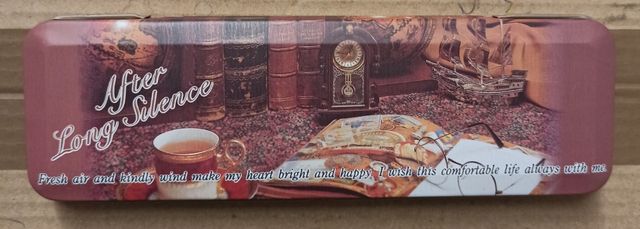 After
Long Silence
Fresh air and kindly wind make my heart bright and happy, I wish this comfortable life always with me.